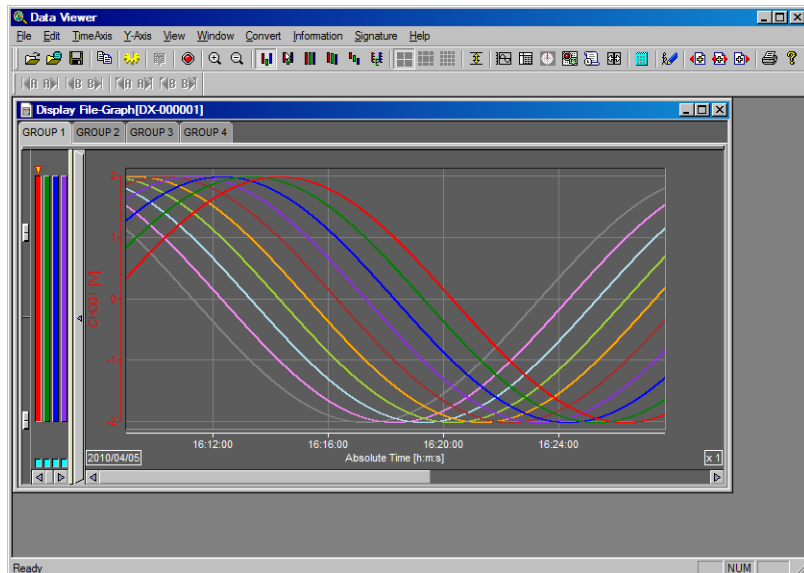 Data Viewer
File Edit TimeAxis Y-Axis View Window Convert Information Signature Help
A A B B A A B B
Display File-Graph[DX-000001]
GROUP 1 GROUP 2 GROUP 3 GROUP 4
2
1
0
-1
-2
CH001 [V]
16:12:00 16:16:00 16:20:00 16:24:00
2010/04/05 Absolute Time [h:m:s] x 1
Ready NUM